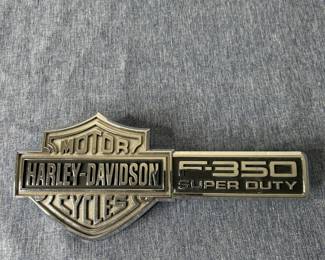 MOTOR
HARLEY-DAVIDSON
CYCLES
F-350
SUPER DUTY